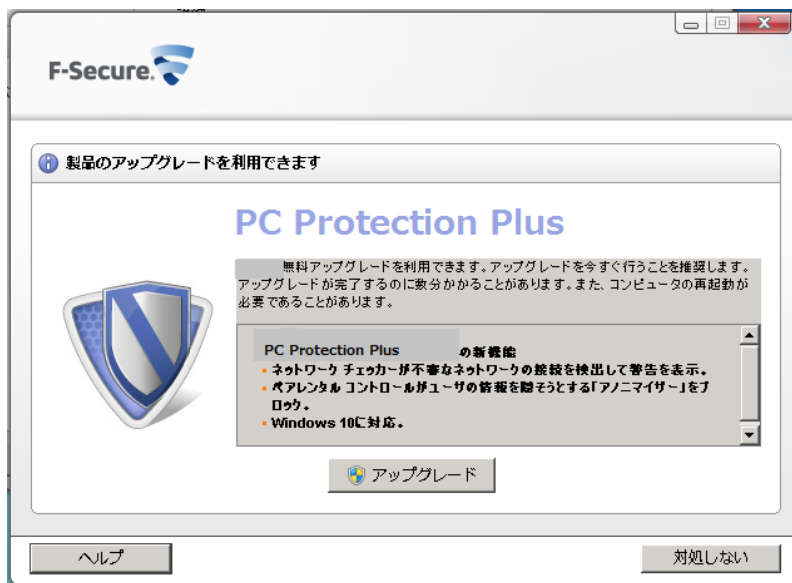 F-Secure.
製品のアップグレードを利用できます
PC Protection Plus
無料アップグレードを利用できます。アップグレードを今すぐ行うことを推奨します。
アップグレードが完了するのに数分かかることがあります。また、コンピュータの再起動が
必要であることがあります。
PC Protection Plus の新機能
・ネットワーク チェッカーが不審なネットワークの接続を検出して警告を表示。
・ペアレンタル コントロールがユーザの情報を隠そうとする「アノニマイザー」をブ
ロック。
・Windows 10に対応。
アップグレード
ヘルプ
対処しない